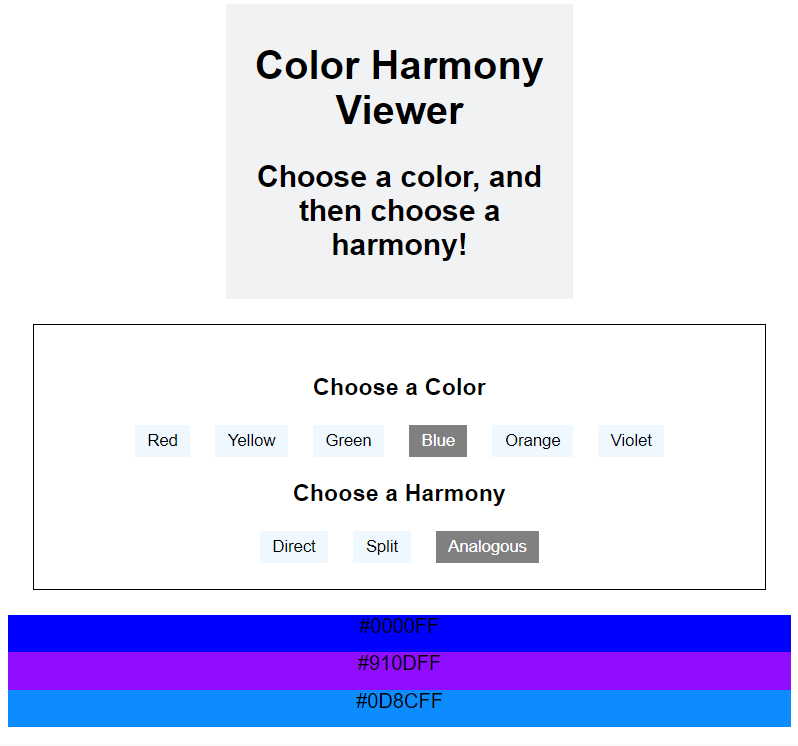 Color Harmony
Viewer
Choose a color, and
then choose a
harmony!
Choose a Color
Red Yellow Green Blue Orange Violet
Choose a Harmony
Direct Split Analogous
#0000FF
#910DFF
#0D8CFF